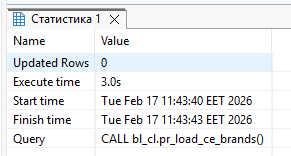 Статистика 1
Name Value
Updated Rows 0
Execute time 3.0s
Start time Tue Feb 17 11:43:40 EET 2026
Finish time Tue Feb 17 11:43:43 EET 2026
Query CALL bl_cl.pr_load_ce_brands()